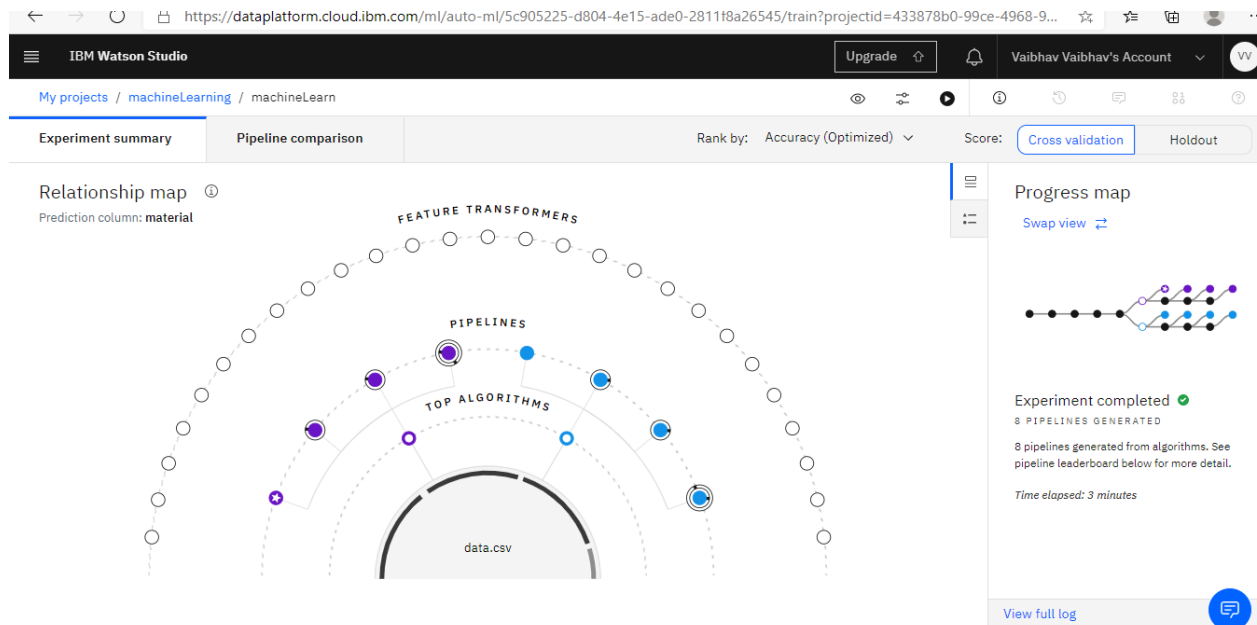 https://dataplatform.cloud.ibm.com/ml/auto-ml/5c905225-d804-4e15-ade0-2811f8a26545/train?projectid=433878b0-99ce-4968-9...
IBM Watson Studio
Upgrade
Vaibhav Vaibhav's Account
VV
My projects / machineLearning / machineLearn
Experiment summary
Pipeline comparison
Rank by: Accuracy (Optimized)
Score: Cross validation Holdout
Relationship map
Prediction column: material
FEATURE TRANSFORMERS
PIPELINES
TOP ALGORITHMS
data.csv
Progress map
Swap view
Experiment completed
8 PIPELINES GENERATED
8 pipelines generated from algorithms. See
pipeline leaderboard below for more detail.
Time elapsed: 3 minutes
View full log